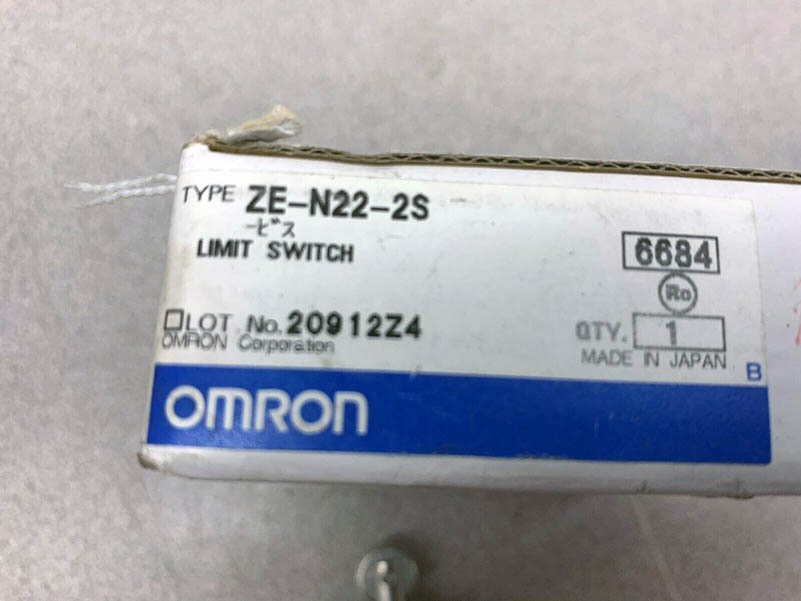 TYPE ZE-N22-2S
-ビス
LIMIT SWITCH
6684
Ro
□LOT No. 20912Z4
QTY. 1
OMRON Corporation
MADE IN JAPAN
B
OMRON